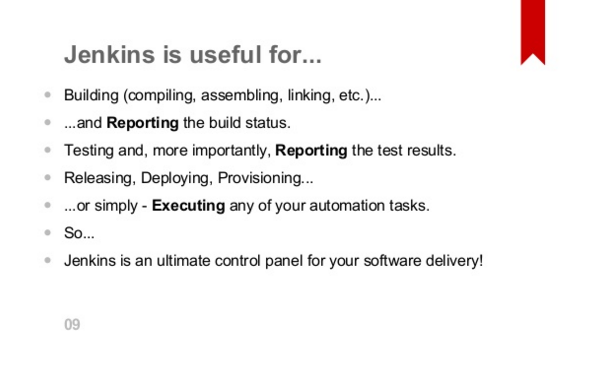 Jenkins is useful for...
Building (compiling, assembling, linking, etc.)...
...and Reporting the build status.
Testing and, more importantly, Reporting the test results.
Releasing, Deploying, Provisioning...
...or simply - Executing any of your automation tasks.
So...
Jenkins is an ultimate control panel for your software delivery!
09